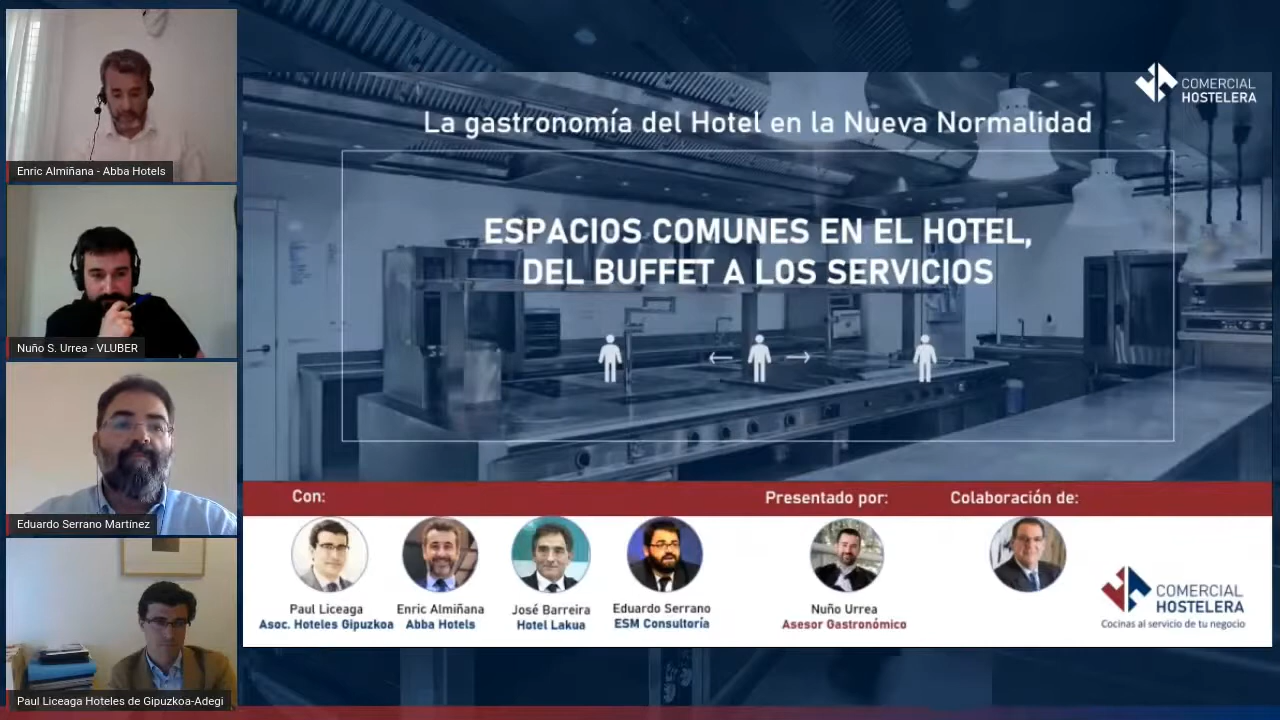 Enric Almiñana - Abba Hotels
Nuño S. Urrea - VLUBER
Eduardo Serrano Martínez
Paul Liceaga Hoteles de Gipuzkoa-Adegi
COMERCIAL
HOSTELERA
La gastronomía del Hotel en la Nueva Normalidad
ESPACIOS COMUNES EN EL HOTEL,
DEL BUFFET A LOS SERVICIOS
Con:
Presentado por:
Colaboración de:
Paul Liceaga
Asoc. Hoteles Gipuzkoa
Enric Almiñana
Abba Hotels
José Barreira
Hotel Lakua
Eduardo Serrano
ESM Consultoría
Nuño Urrea
Asesor Gastronómico
COMERCIAL
HOSTELERA
Cocinas al servicio de tu negocio